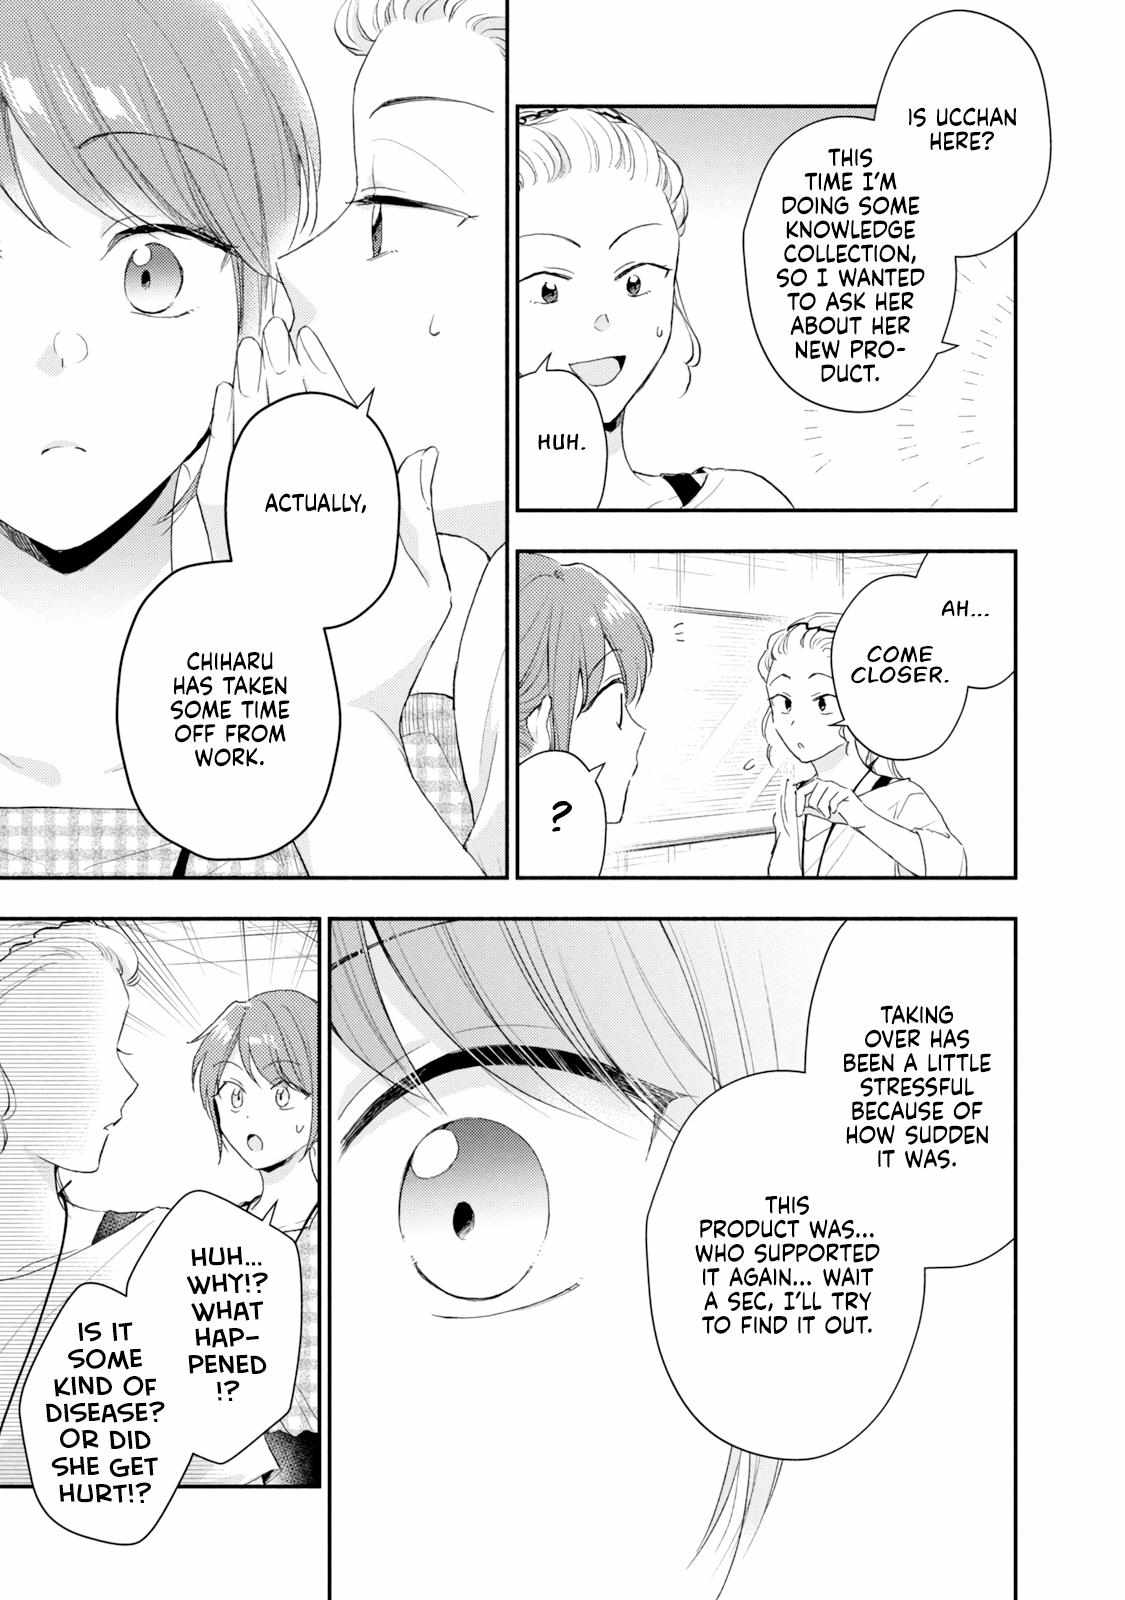 IS UCCHAN
HERE?
THIS
TIME I'M
DOING SOME
KNOWLEDGE
COLLECTION,
SO I WANTED
TO ASK HER
ABOUT HER
NEW PRO-
DUCT.
HUH.
AH...
COME
CLOSER.
?
ACTUALLY,
CHIHARU
HAS TAKEN
SOME TIME
OFF FROM
WORK.
TAKING
OVER HAS
BEEN A LITTLE
STRESSFUL
BECAUSE OF
HOW SUDDEN
IT WAS.
THIS
PRODUCT WAS...
WHO SUPPORTED
IT AGAIN... WAIT
A SEC, I'LL TRY
TO FIND IT OUT.
HUH...
WHY!?
WHAT
HAP-
PENED
!?
IS IT
SOME
KIND OF
DISEASE?
OR DID
SHE GET
HURT!?